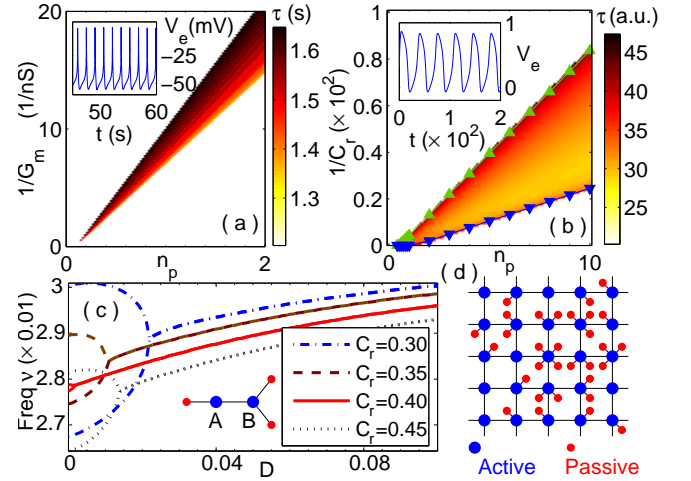 20
V_e (mV)
−25
−50
50
60
t (s)
10
0
1/G_m (1/nS)
0
n_p
2
( a )
τ (s)
1.6
1.5
1.4
1.3
1
V_e
0
0
1
2
t (× 10^2)
0.8
0.6
0.4
0.2
0
1/C_r (× 10^2)
0
n_p
10
( b )
τ (a.u.)
45
40
35
30
25
( c )
3
2.9
2.8
2.7
Freq ν (× 0.01)
0
D
0.04
0.08
A
B
C_r=0.30
C_r=0.35
C_r=0.40
C_r=0.45
( d )
Active
Passive